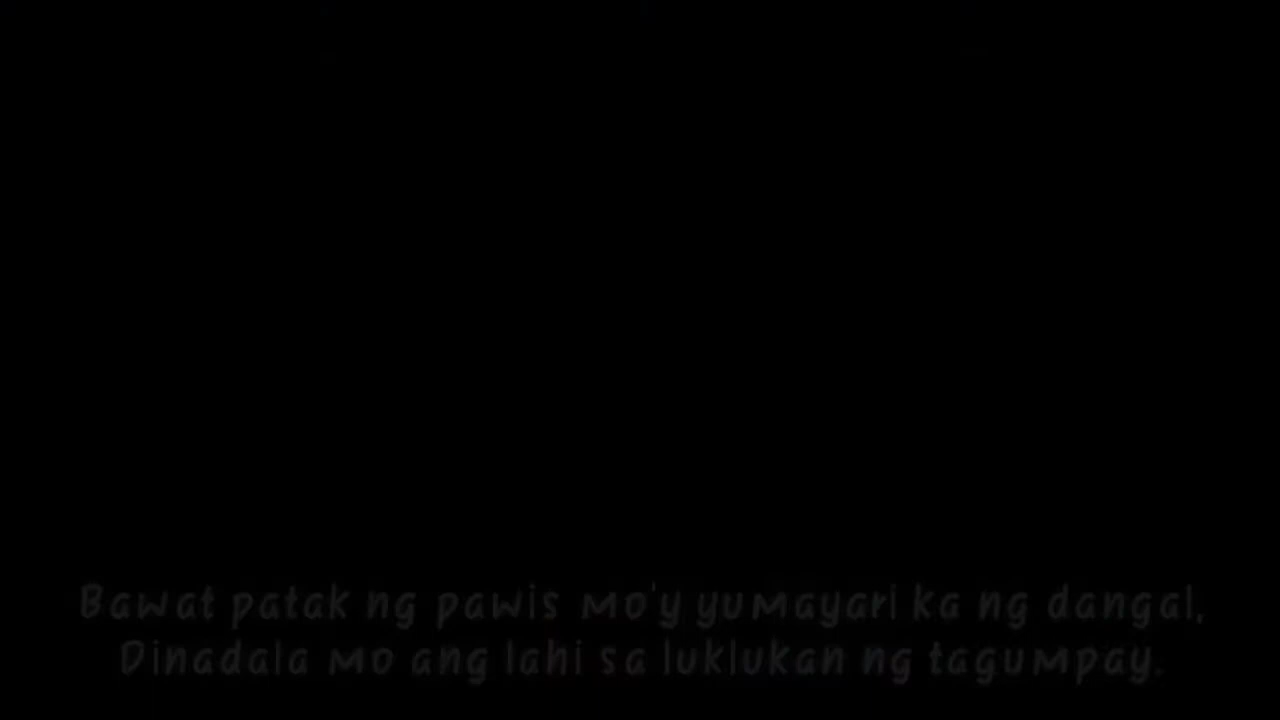 Bawat patak ng pawis mo'y yumayari ka ng dangal,
Dinadala mo ang lahi sa luklukan ng tagumpay.